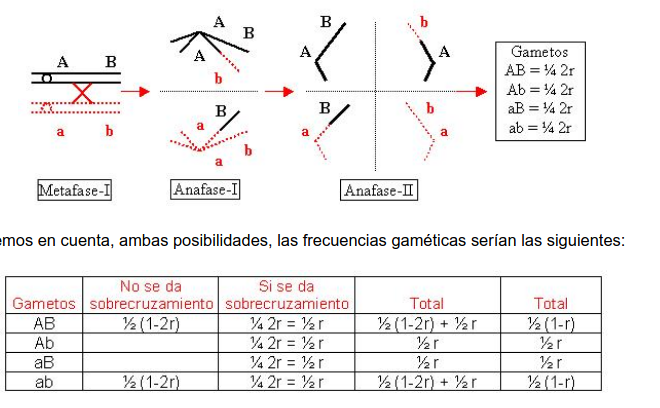 A B
a b
Metafase-I
A B
A
b
B
a
b
a
Anafase-I
B b
A A
B b
a a
Anafase-II
Gametos
AB = ¼ 2r
Ab = ¼ 2r
aB = ¼ 2r
ab = ¼ 2r
emos en cuenta, ambas posibilidades, las frecuencias gaméticas serían las siguientes:
Gametos No se da sobrecruzamiento Si se da sobrecruzamiento Total Total
AB ½ (1-2r) ¼ 2r = ½ r ½ (1-2r) + ½ r ½ (1-r)
Ab ¼ 2r = ½ r ½ r ½ r
aB ¼ 2r = ½ r ½ r ½ r
ab ½ (1-2r) ¼ 2r = ½ r ½ (1-2r) + ½ r ½ (1-r)